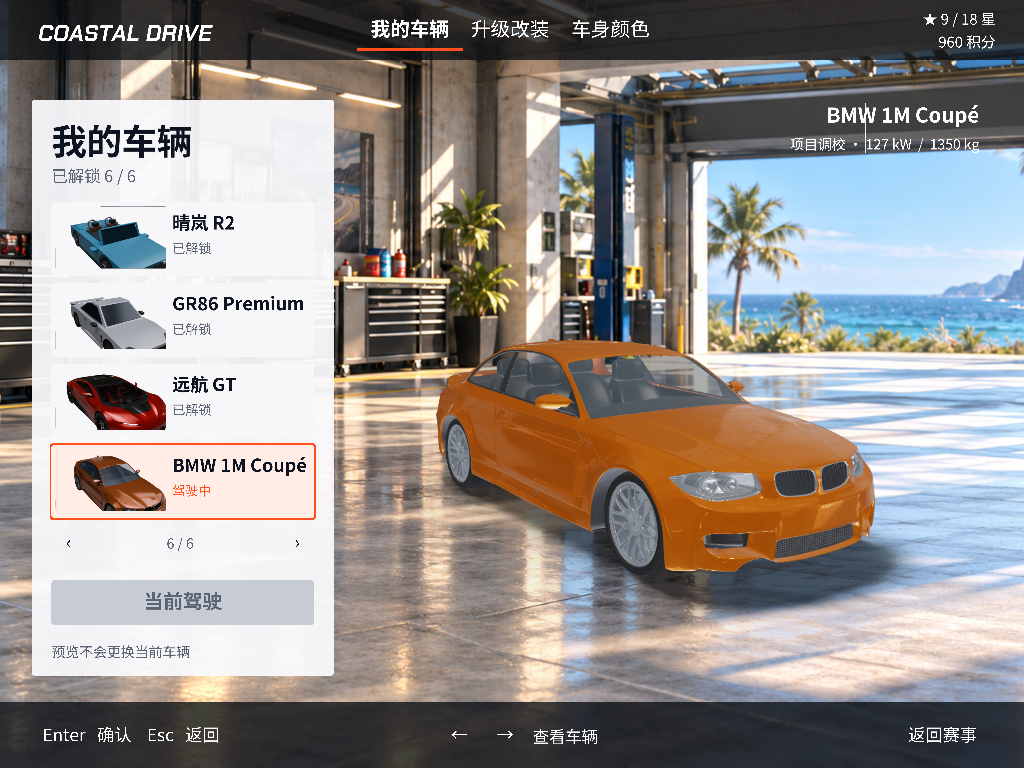 COASTAL DRIVE
我的车辆 升级改装 车身颜色
★ 9 / 18 星
960 积分
BMW 1M Coupé
项目调校 · 127 kW / 1350 kg
我的车辆
已解锁 6 / 6
晴岚 R2
已解锁
GR86 Premium
已解锁
远航 GT
已解锁
BMW 1M Coupé
驾驶中
‹ 6 / 6 ›
当前驾驶
预览不会更换当前车辆
Enter 确认 Esc 返回
← → 查看车辆
返回赛事